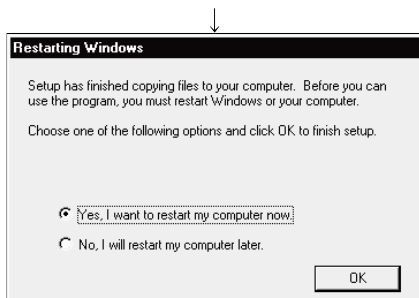 Restarting Windows
Setup has finished copying files to your computer.  Before you can
use the program, you must restart Windows or your computer.
Choose one of the following options and click OK to finish setup.
Yes, I want to restart my computer now.
No, I will restart my computer later.
OK